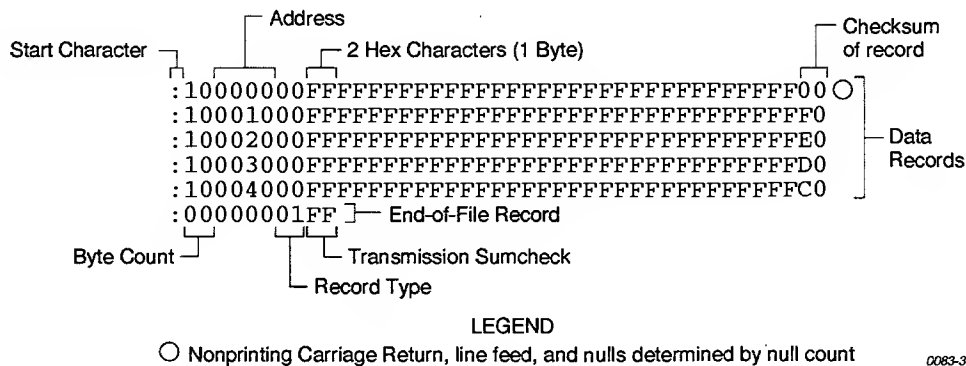 Address
Checksum
of record
Start Character
2 Hex Characters (1 Byte)
:10000000FFFFFFFFFFFFFFFFFFFFFFFFFFFFFFFF00
:10001000FFFFFFFFFFFFFFFFFFFFFFFFFFFFFFFFF0
:10002000FFFFFFFFFFFFFFFFFFFFFFFFFFFFFFFFE0
:10003000FFFFFFFFFFFFFFFFFFFFFFFFFFFFFFFFD0
:10004000FFFFFFFFFFFFFFFFFFFFFFFFFFFFFFFFC0
Data
Records
:00000001FF
End-of-File Record
Byte Count
Transmission Sumcheck
Record Type
LEGEND
Nonprinting Carriage Return, line feed, and nulls determined by null count
0083-3